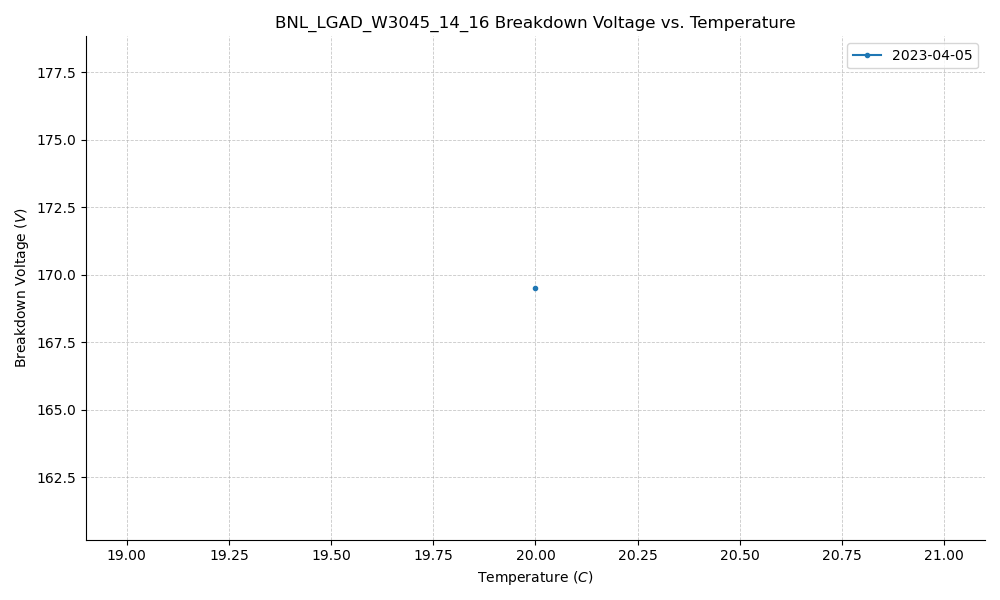 BNL_LGAD_W3045_14_16 Breakdown Voltage vs. Temperature
2023-04-05
Breakdown Voltage (V)
177.5
175.0
172.5
170.0
167.5
165.0
162.5
19.00 19.25 19.50 19.75 20.00 20.25 20.50 20.75 21.00
Temperature (C)